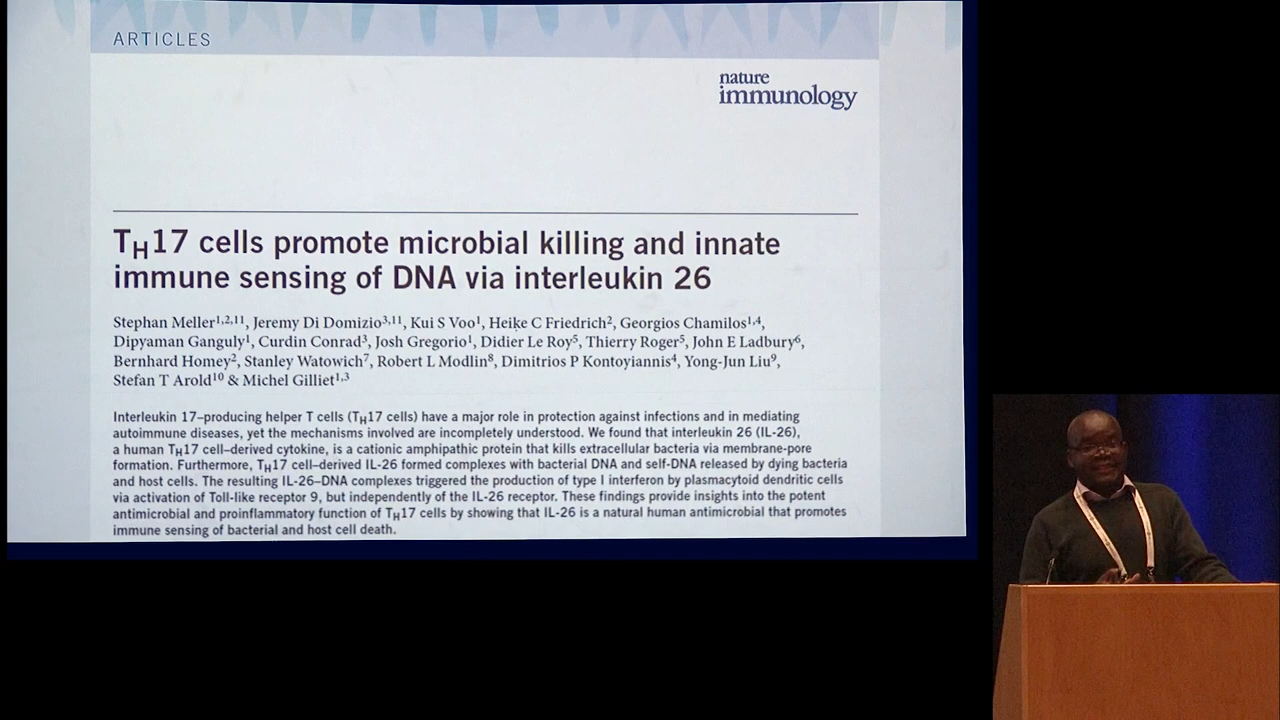 ARTICLES
nature
immunology
TH17 cells promote microbial killing and innate
immune sensing of DNA via interleukin 26
Stephan Meller1,2,11, Jeremy Di Domizio3,11, Kui S Voo1, Heike C Friedrich2, Georgios Chamilos1,4,
Dipyaman Ganguly1, Curdin Conrad3, Josh Gregorio1, Didier Le Roy5, Thierry Roger5, John E Ladbury6,
Bernhard Homey2, Stanley Watowich7, Robert L Modlin8, Dimitrios P Kontoyiannis4, Yong-Jun Liu9,
Stefan T Arold10 & Michel Gilliet1,3
Interleukin 17–producing helper T cells (TH17 cells) have a major role in protection against infections and in mediating
autoimmune diseases, yet the mechanisms involved are incompletely understood. We found that interleukin 26 (IL-26),
a human TH17 cell–derived cytokine, is a cationic amphipathic protein that kills extracellular bacteria via membrane-pore
formation. Furthermore, TH17 cell–derived IL-26 formed complexes with bacterial DNA and self-DNA released by dying bacteria
and host cells. The resulting IL-26–DNA complexes triggered the production of type I interferon by plasmacytoid dendritic cells
via activation of Toll-like receptor 9, but independently of the IL-26 receptor. These findings provide insights into the potent
antimicrobial and proinflammatory function of TH17 cells by showing that IL-26 is a natural human antimicrobial that promotes
immune sensing of bacterial and host cell death.